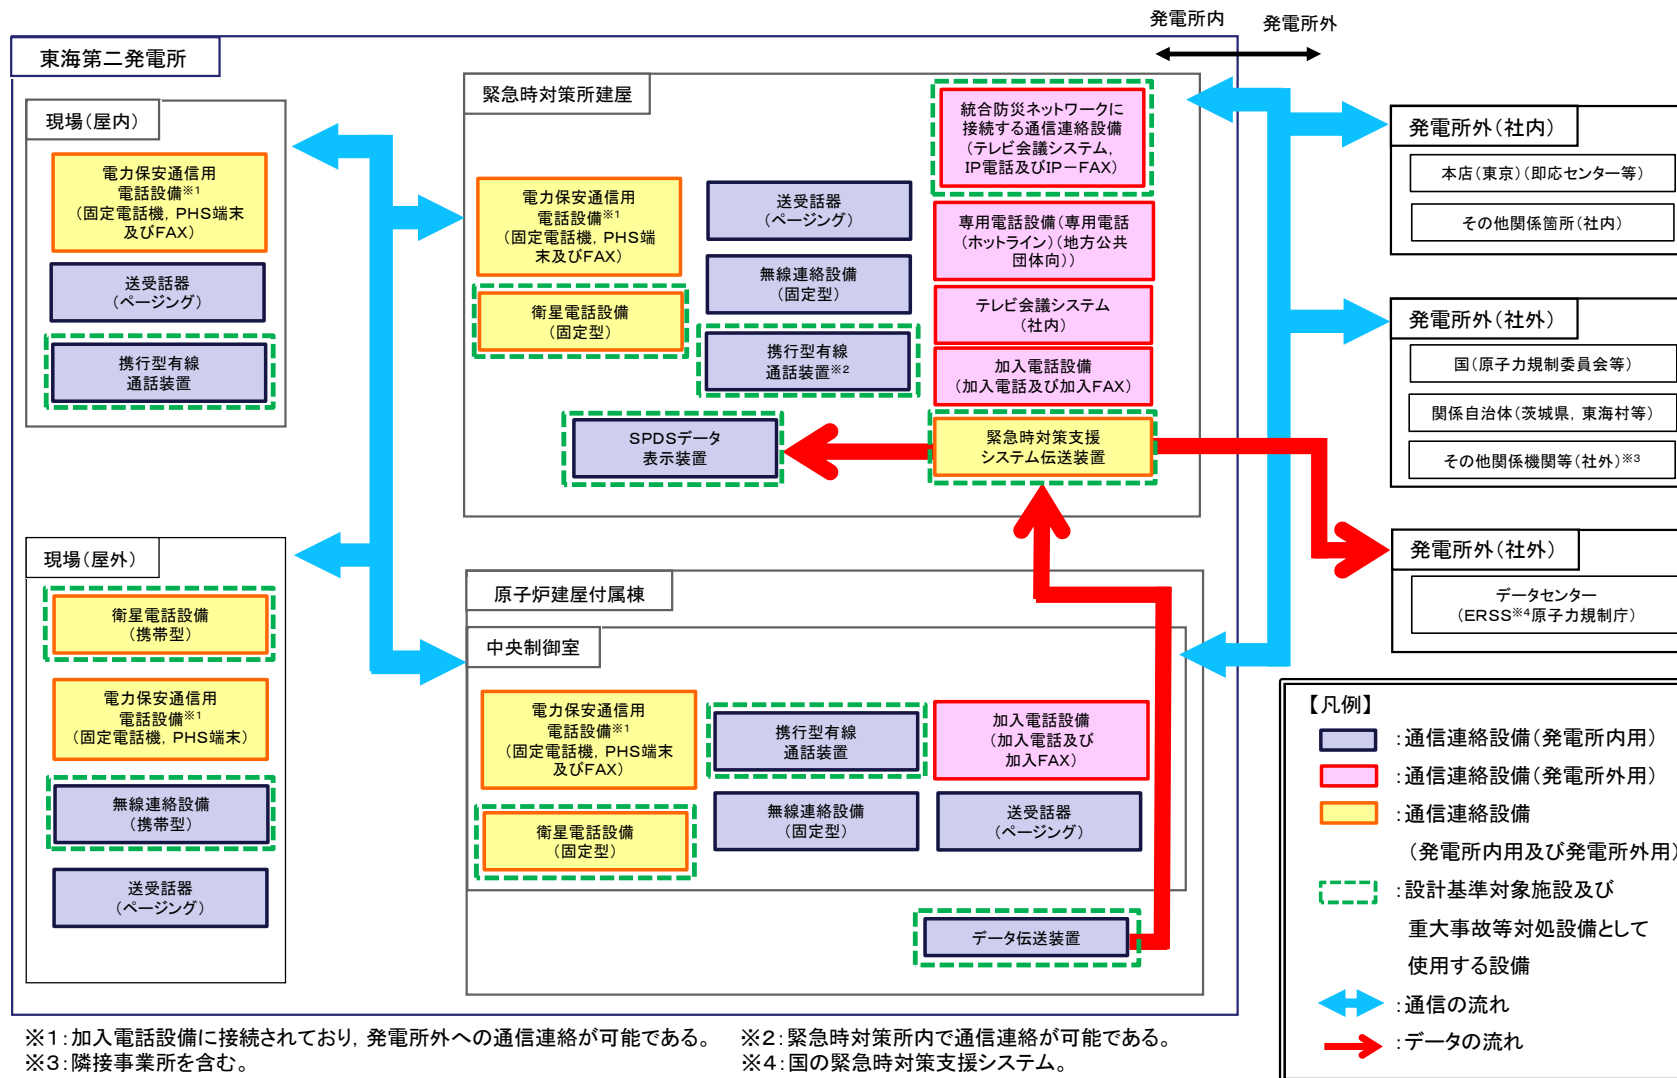 発電所内
発電所外
東海第二発電所
現場(屋内)
電力保安通信用
電話設備※1
(固定電話機, PHS端末
及びFAX)
送受話器
(ページング)
携行型有線
通話装置
緊急時対策所建屋
電力保安通信用
電話設備※1
(固定電話機, PHS端
末及びFAX)
衛星電話設備
(固定型)
送受話器
(ページング)
無線連絡設備
(固定型)
携行型有線
通話装置※2
統合防災ネットワークに
接続する通信連絡設備
(テレビ会議システム,
IP電話及びIP-FAX)
専用電話設備(専用電話
(ホットライン)(地方公共
団体向))
テレビ会議システム
(社内)
加入電話設備
(加入電話及び加入FAX)
SPDSデータ
表示装置
緊急時対策支援
システム伝送装置
現場(屋外)
衛星電話設備
(携帯型)
電力保安通信用
電話設備※1
(固定電話機, PHS端末)
無線連絡設備
(携帯型)
送受話器
(ページング)
原子炉建屋付属棟
中央制御室
電力保安通信用
電話設備※1
(固定電話機, PHS端末
及びFAX)
衛星電話設備
(固定型)
携行型有線
通話装置
無線連絡設備
(固定型)
加入電話設備
(加入電話及び
加入FAX)
送受話器
(ページング)
データ伝送装置
発電所外(社内)
本店(東京)(即応センター等)
その他関係箇所(社内)
発電所外(社外)
国(原子力規制委員会等)
関係自治体(茨城県, 東海村等)
その他関係機関等(社外)※3
発電所外(社外)
データセンター
(ERSS※4原子力規制庁)
【凡例】
:通信連絡設備(発電所内用)
:通信連絡設備(発電所外用)
:通信連絡設備
(発電所内用及び発電所外用)
:設計基準対象施設及び
重大事故等対処設備として
使用する設備
:通信の流れ
:データの流れ
※1:加入電話設備に接続されており, 発電所外への通信連絡が可能である。
※2:緊急時対策所内で通信連絡が可能である。
※3:隣接事業所を含む。
※4:国の緊急時対策支援システム。